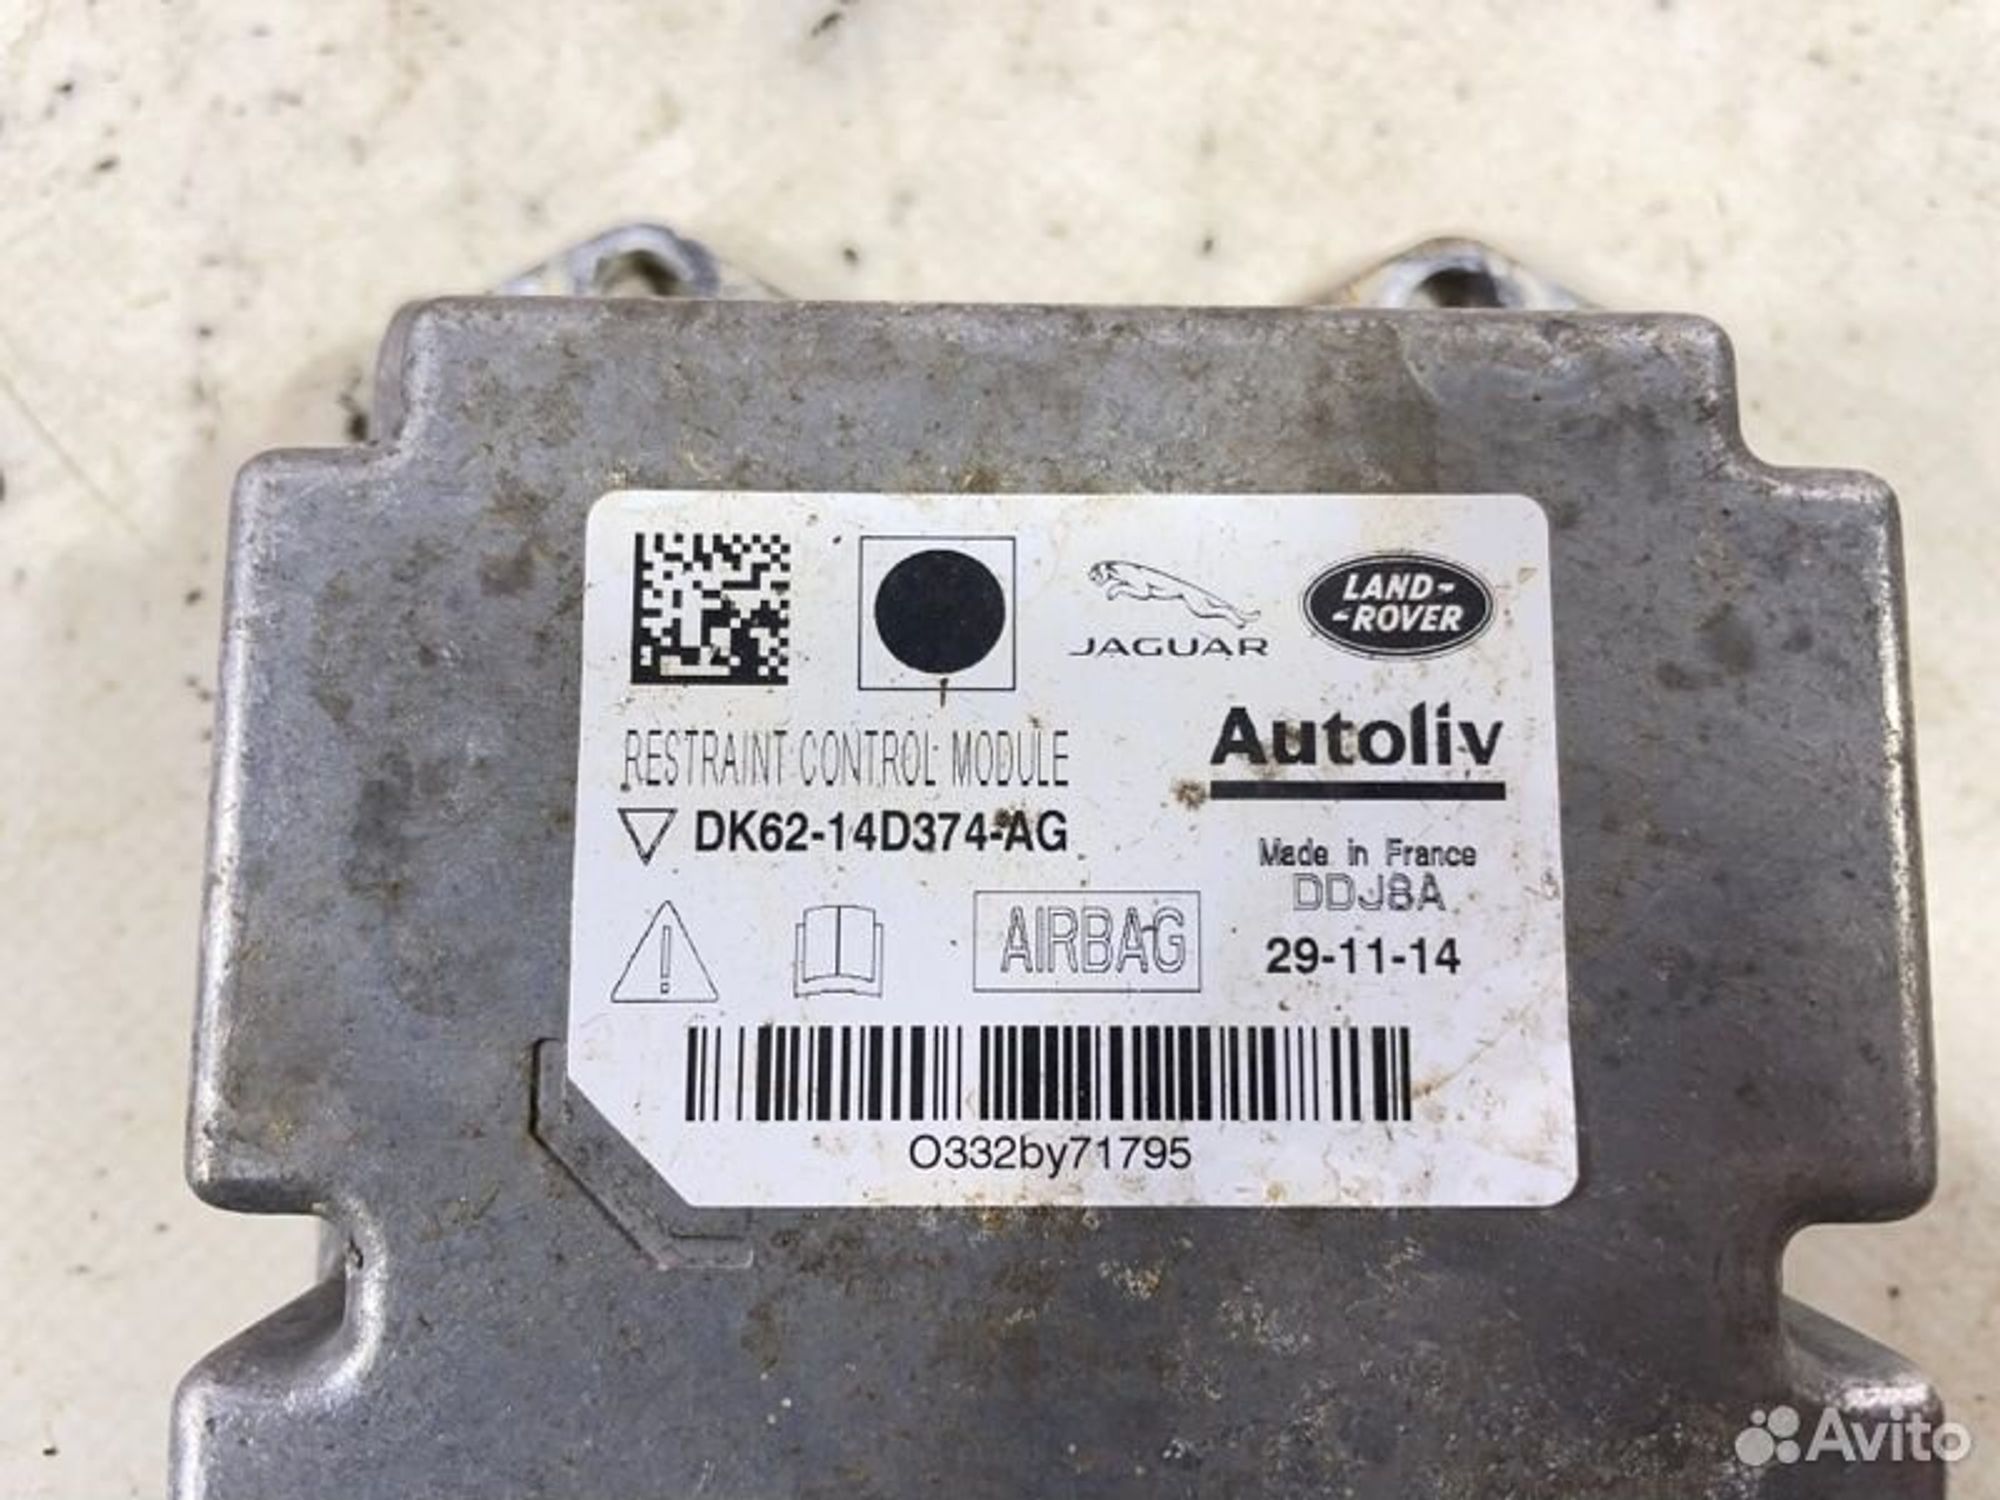 JAGUAR
LAND-
-ROVER
RESTRAINT CONTROL MODULE
Autoliv
DK62-14D374-AG
Made in France
DDJ8A
AIRBAG
29-11-14
O332by71795
Avito